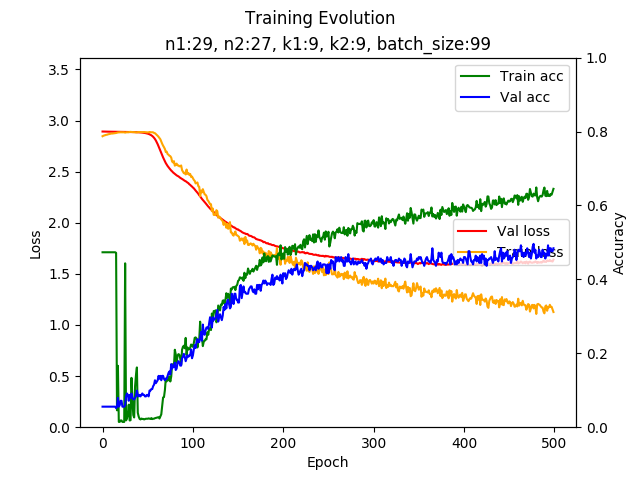 Training Evolution
n1:29, n2:27, k1:9, k2:9, batch_size:99
Train acc
Val acc
Val loss
Train loss
Loss
Accuracy
Epoch
0.0
0.5
1.0
1.5
2.0
2.5
3.0
3.5
0.0
0.2
0.4
0.6
0.8
1.0
0
100
200
300
400
500